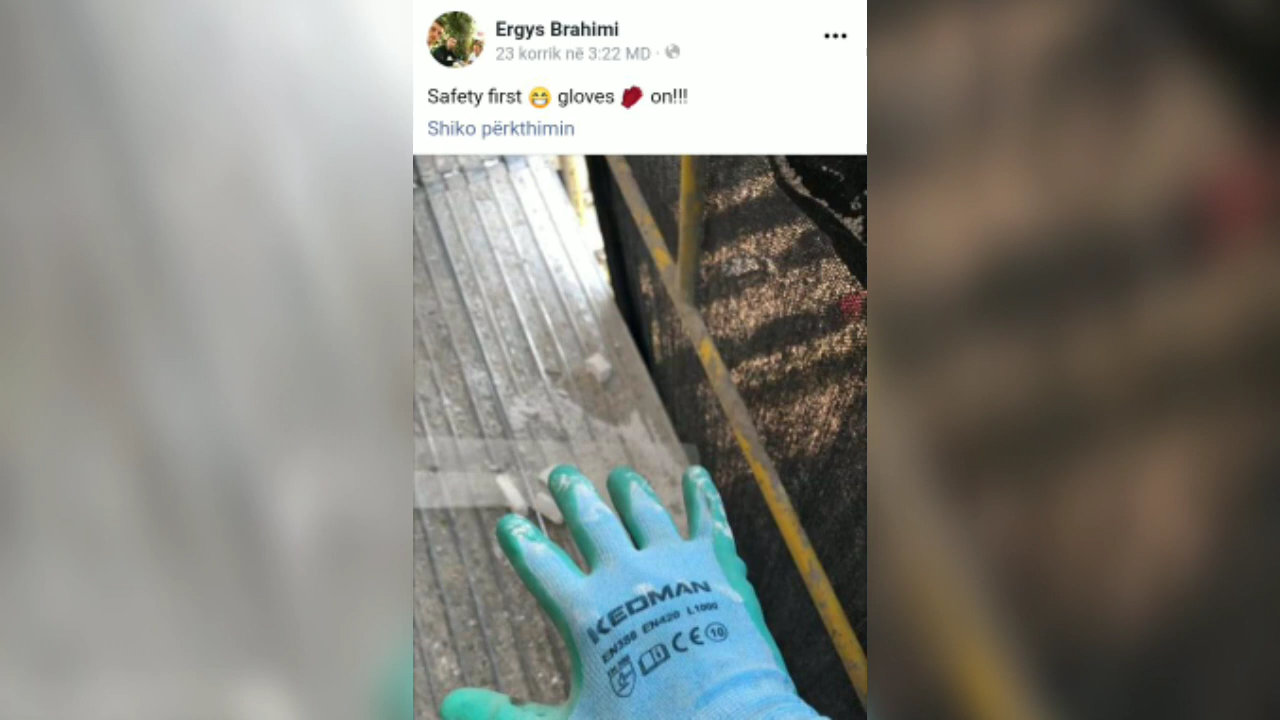 Ergys Brahimi
23 korrik në 3:22 MD ·
Safety first 😁 gloves 🧤 on!!!
Shiko përkthimin
KEDMAN
EN388 EN420 L1000
CE 10